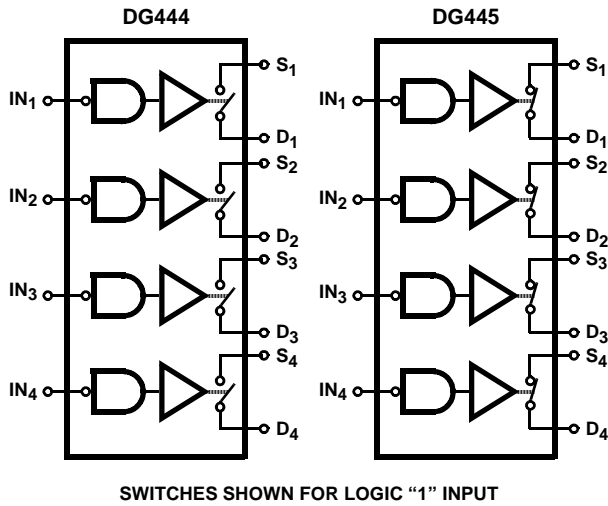 DG444
DG445
IN1
S1
D1
IN2
S2
D2
IN3
S3
D3
IN4
S4
D4
IN1
S1
D1
IN2
S2
D2
IN3
S3
D3
IN4
S4
D4
SWITCHES SHOWN FOR LOGIC “1” INPUT